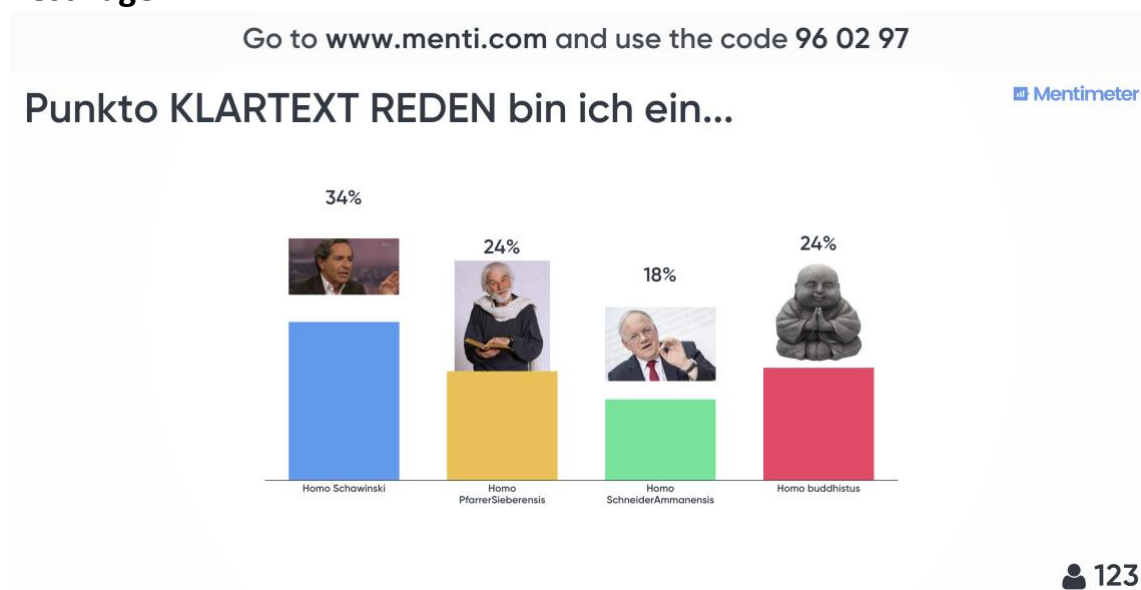 Go to www.menti.com and use the code 96 02 97
Mentimeter
Punkto KLARTEXT REDEN bin ich ein...
34%
24%
18%
24%
Homo Schawinski
Homo
PfarrerSieberensis
Homo
SchneiderAmmanensis
Homo buddhistus
123